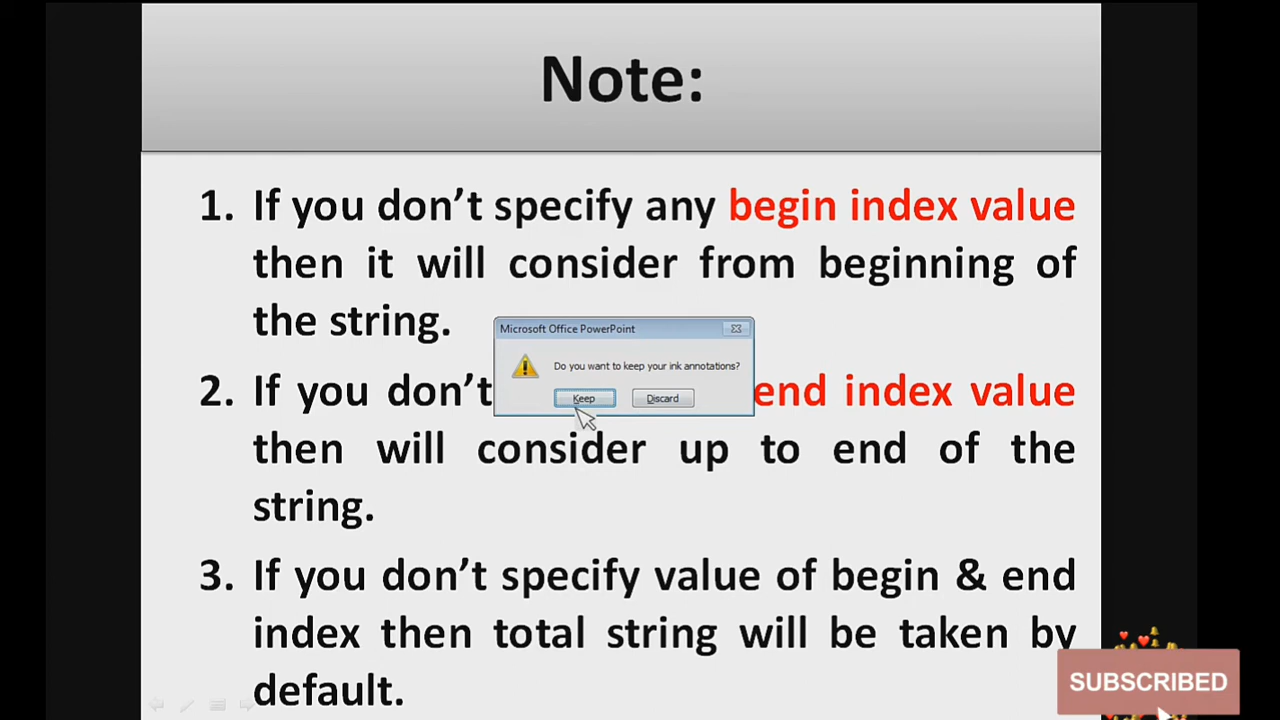 Note:
1. If you don't specify any begin index value
then it will consider from beginning of
the string.
Microsoft Office PowerPoint
Do you want to keep your ink annotations?
Keep Discard
2. If you don't end index value
then will consider up to end of the
string.
3. If you don't specify value of begin & end
index then total string will be taken by
default.
SUBSCRIBED